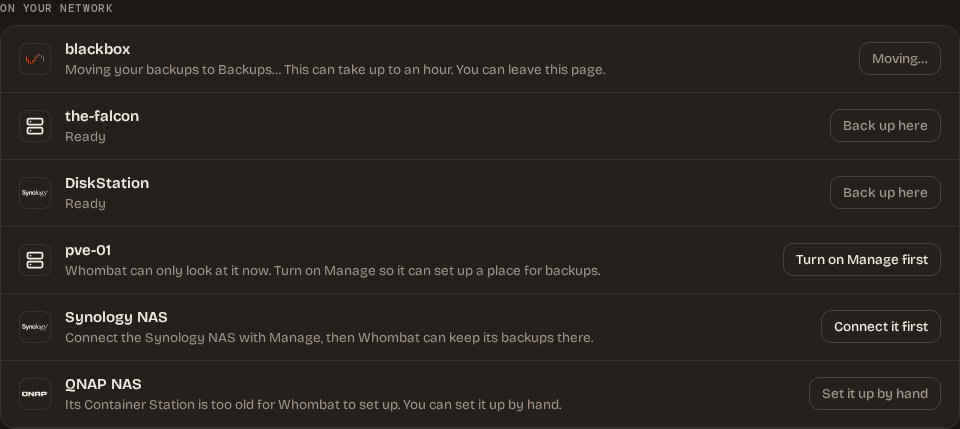 ON YOUR NETWORK
blackbox
Moving your backups to Backups... This can take up to an hour. You can leave this page.
Moving...
the-falcon
Ready
Back up here
Synology
DiskStation
Ready
Back up here
pve-01
Whombat can only look at it now. Turn on Manage so it can set up a place for backups.
Turn on Manage first
Synology
Synology NAS
Connect the Synology NAS with Manage, then Whombat can keep its backups there.
Connect it first
QNAP
QNAP NAS
Its Container Station is too old for Whombat to set up. You can set it up by hand.
Set it up by hand